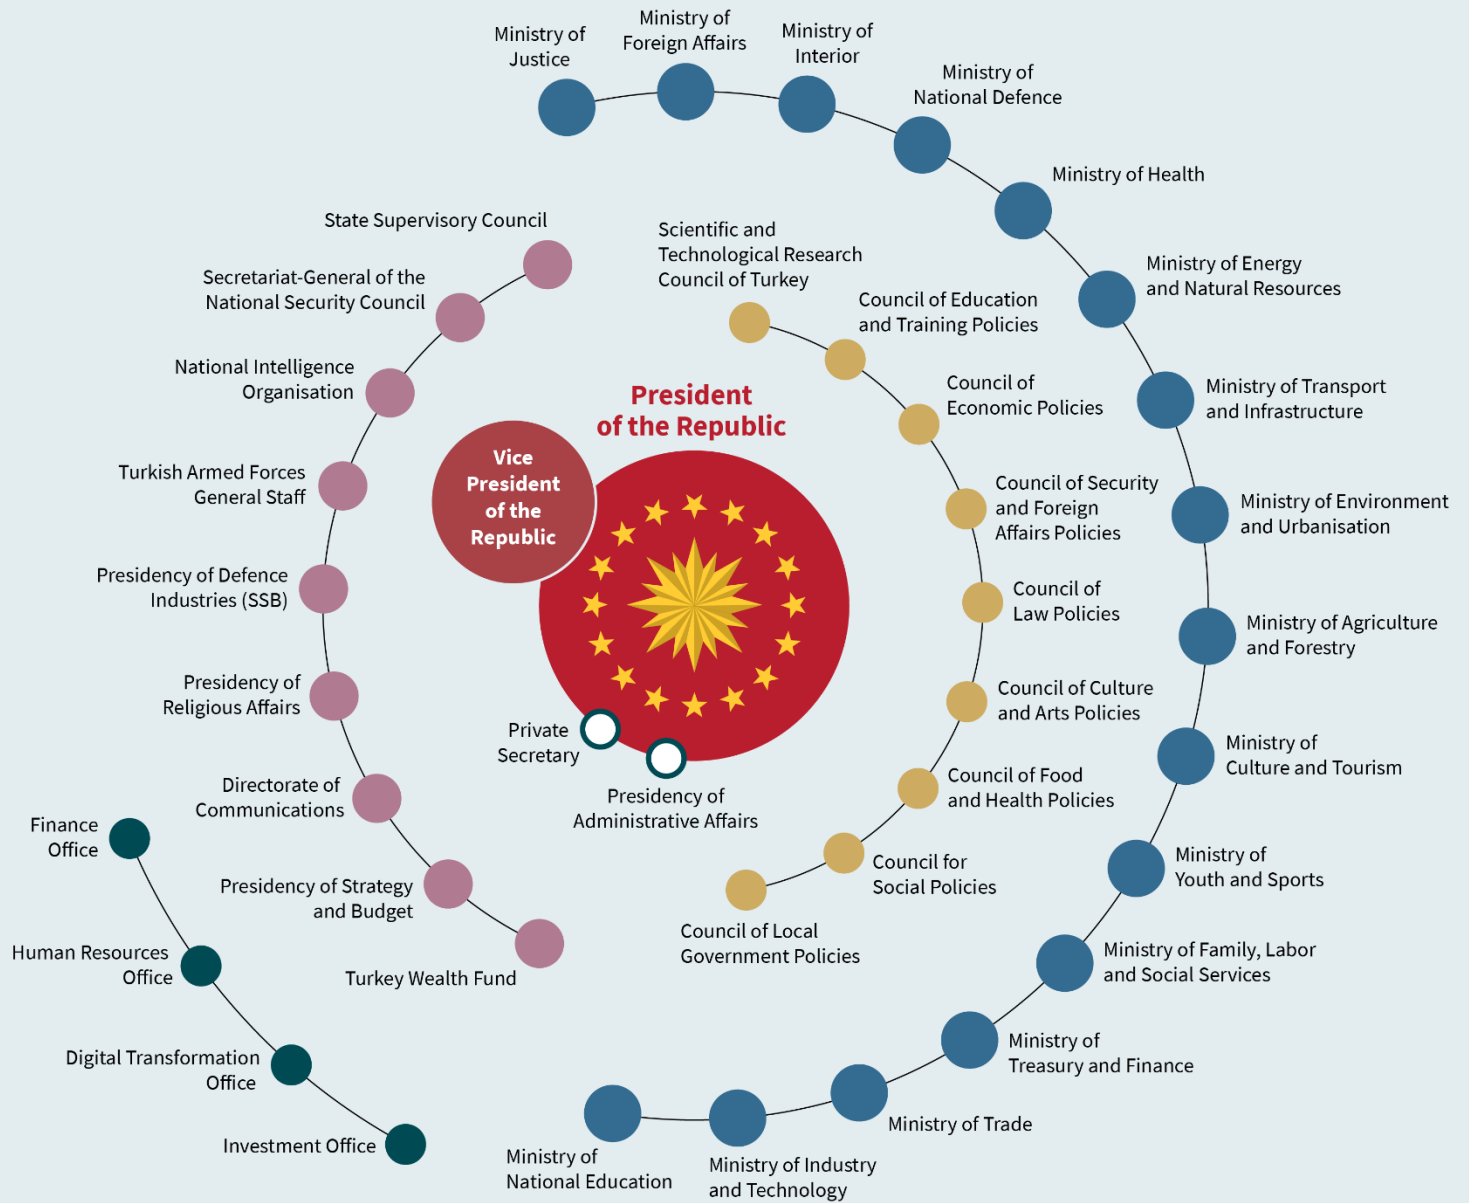 Ministry of
Justice
Ministry of
Foreign Affairs
Ministry of
Interior
Ministry of
National Defence
Ministry of Health
Ministry of Energy
and Natural Resources
Ministry of Transport
and Infrastructure
Ministry of Environment
and Urbanisation
Ministry of Agriculture
and Forestry
Ministry of
Culture and Tourism
Ministry of
Youth and Sports
Ministry of Family, Labor
and Social Services
Ministry of
Treasury and Finance
Ministry of Trade
Ministry of Industry
and Technology
Ministry of
National Education
State Supervisory Council
Secretariat-General of the
National Security Council
National Intelligence
Organisation
Turkish Armed Forces
General Staff
Presidency of Defence
Industries (SSB)
Presidency of
Religious Affairs
Directorate of
Communications
Presidency of Strategy
and Budget
Turkey Wealth Fund
Scientific and
Technological Research
Council of Turkey
Council of Education
and Training Policies
Council of
Economic Policies
Council of Security
and Foreign
Affairs Policies
Council of
Law Policies
Council of Culture
and Arts Policies
Council of Food
and Health Policies
Council for
Social Policies
Council of Local
Government Policies
President
of the Republic
Vice
President
of the
Republic
Private
Secretary
Presidency of
Administrative Affairs
Finance
Office
Human Resources
Office
Digital Transformation
Office
Investment Office